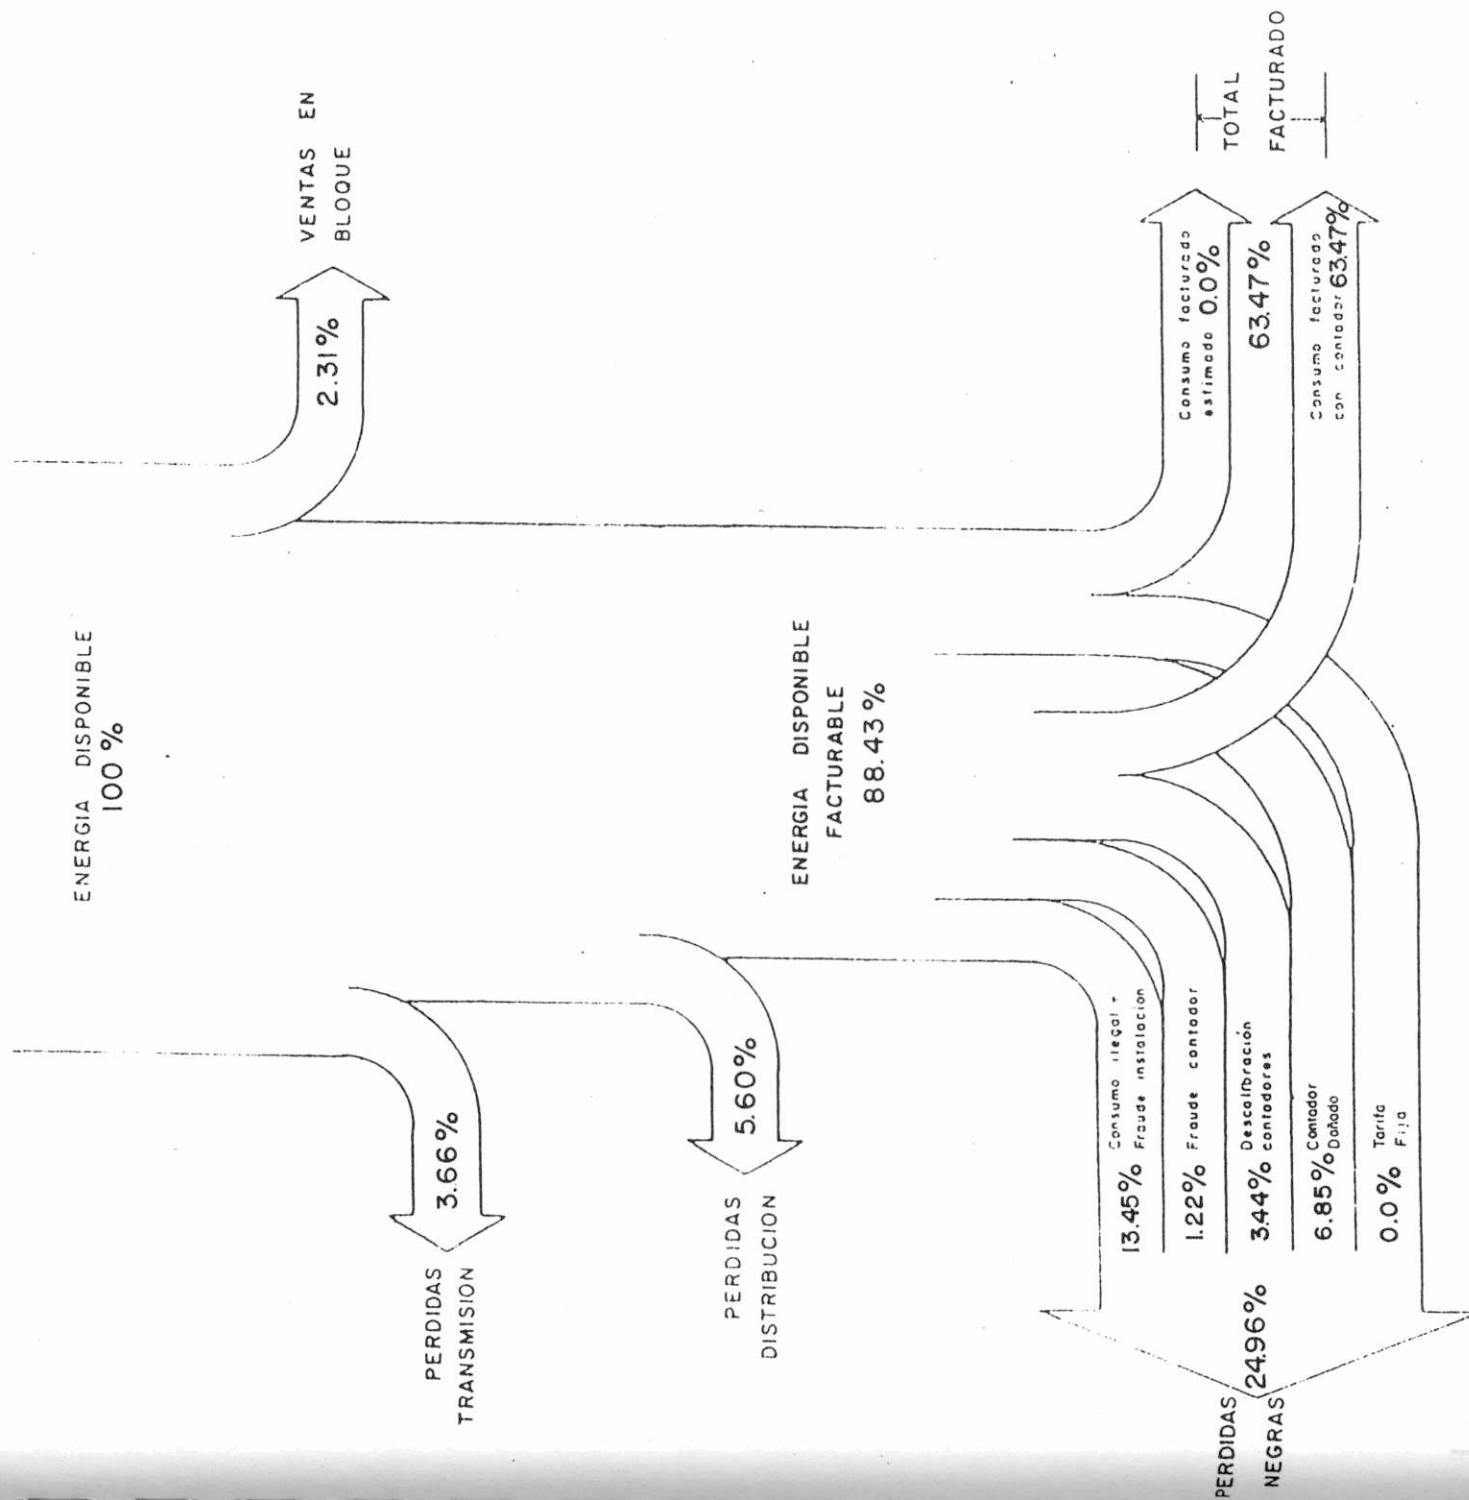 ENERGIA DISPONIBLE
100 %
VENTAS EN
BLOQUE
2.31%
3.66%
PERDIDAS
TRANSMISION
5.60%
PERDIDAS
DISTRIBUCION
ENERGIA DISPONIBLE
FACTURABLE
88.43 %
Consumo facturado
estimado 0.0%
63.47%
Consumo facturado
con contador 63.47%
TOTAL
FACTURADO
13.45% Consumo ilegal +
Fraude instalacion
1.22% Fraude contador
3.44% Descalibración
contadores
6.85% Contador
Dañado
0.0 % Tarifa
Fija
PERDIDAS
NEGRAS
24.96%